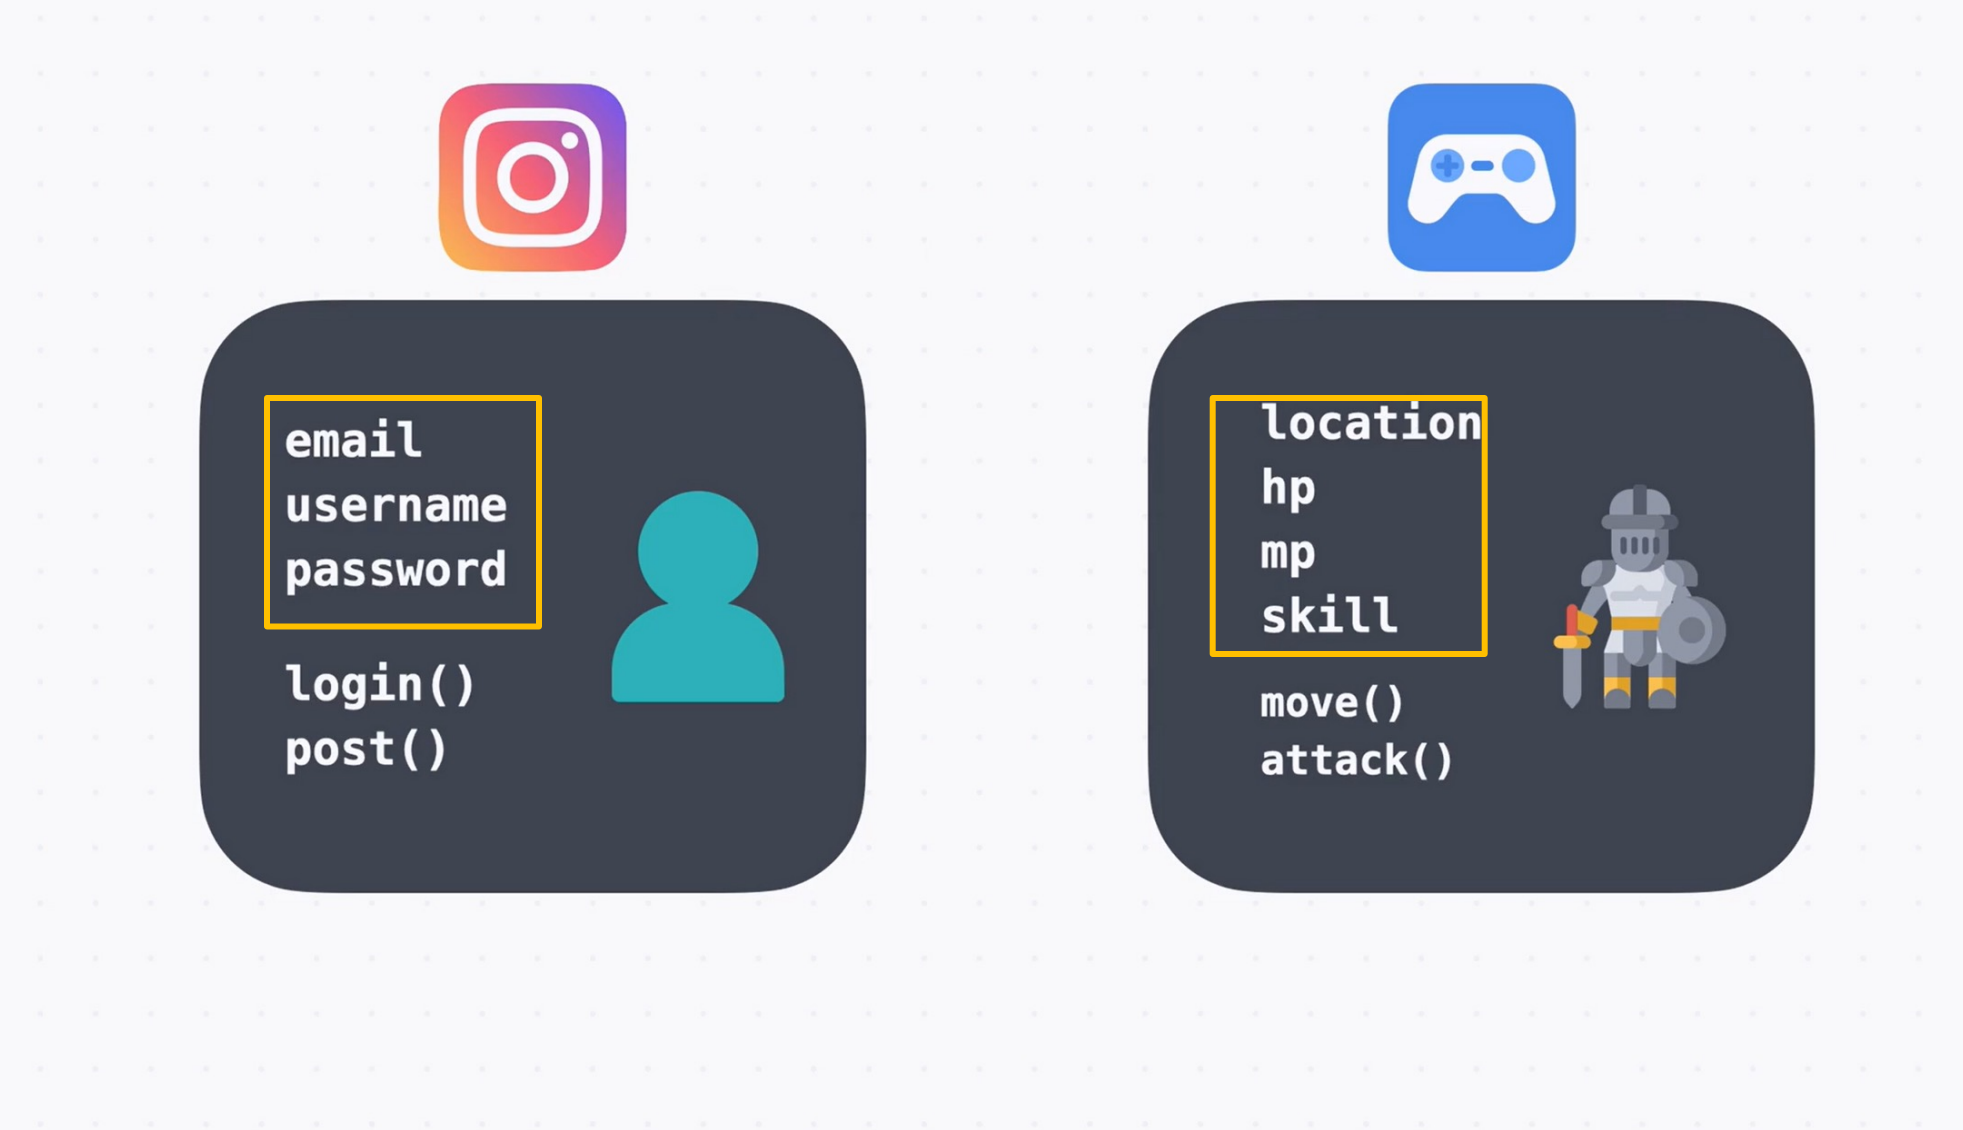 email
username
password
login()
post()
location
hp
mp
skill
move()
attack()